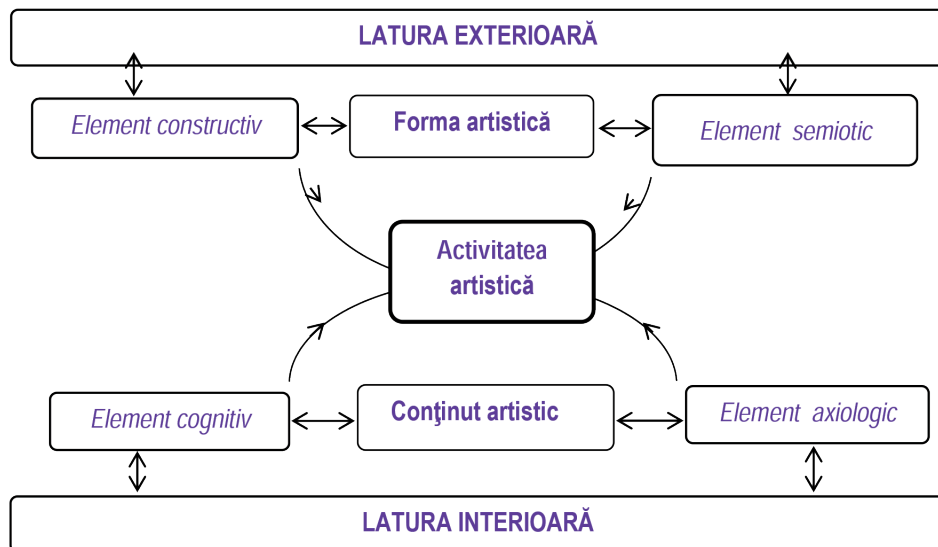 LATURA EXTERIOARĂ
Element constructiv
Forma artistică
Element semiotic
Activitatea
artistică
Element cognitiv
Conţinut artistic
Element axiologic
LATURA INTERIOARĂ